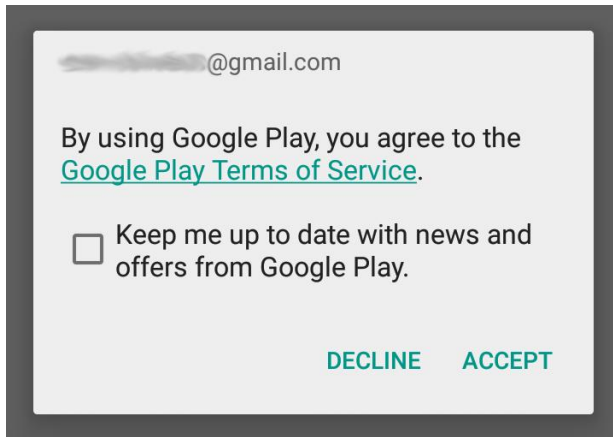 @gmail.com
By using Google Play, you agree to the
Google Play Terms of Service.
Keep me up to date with news and
offers from Google Play.
DECLINE ACCEPT